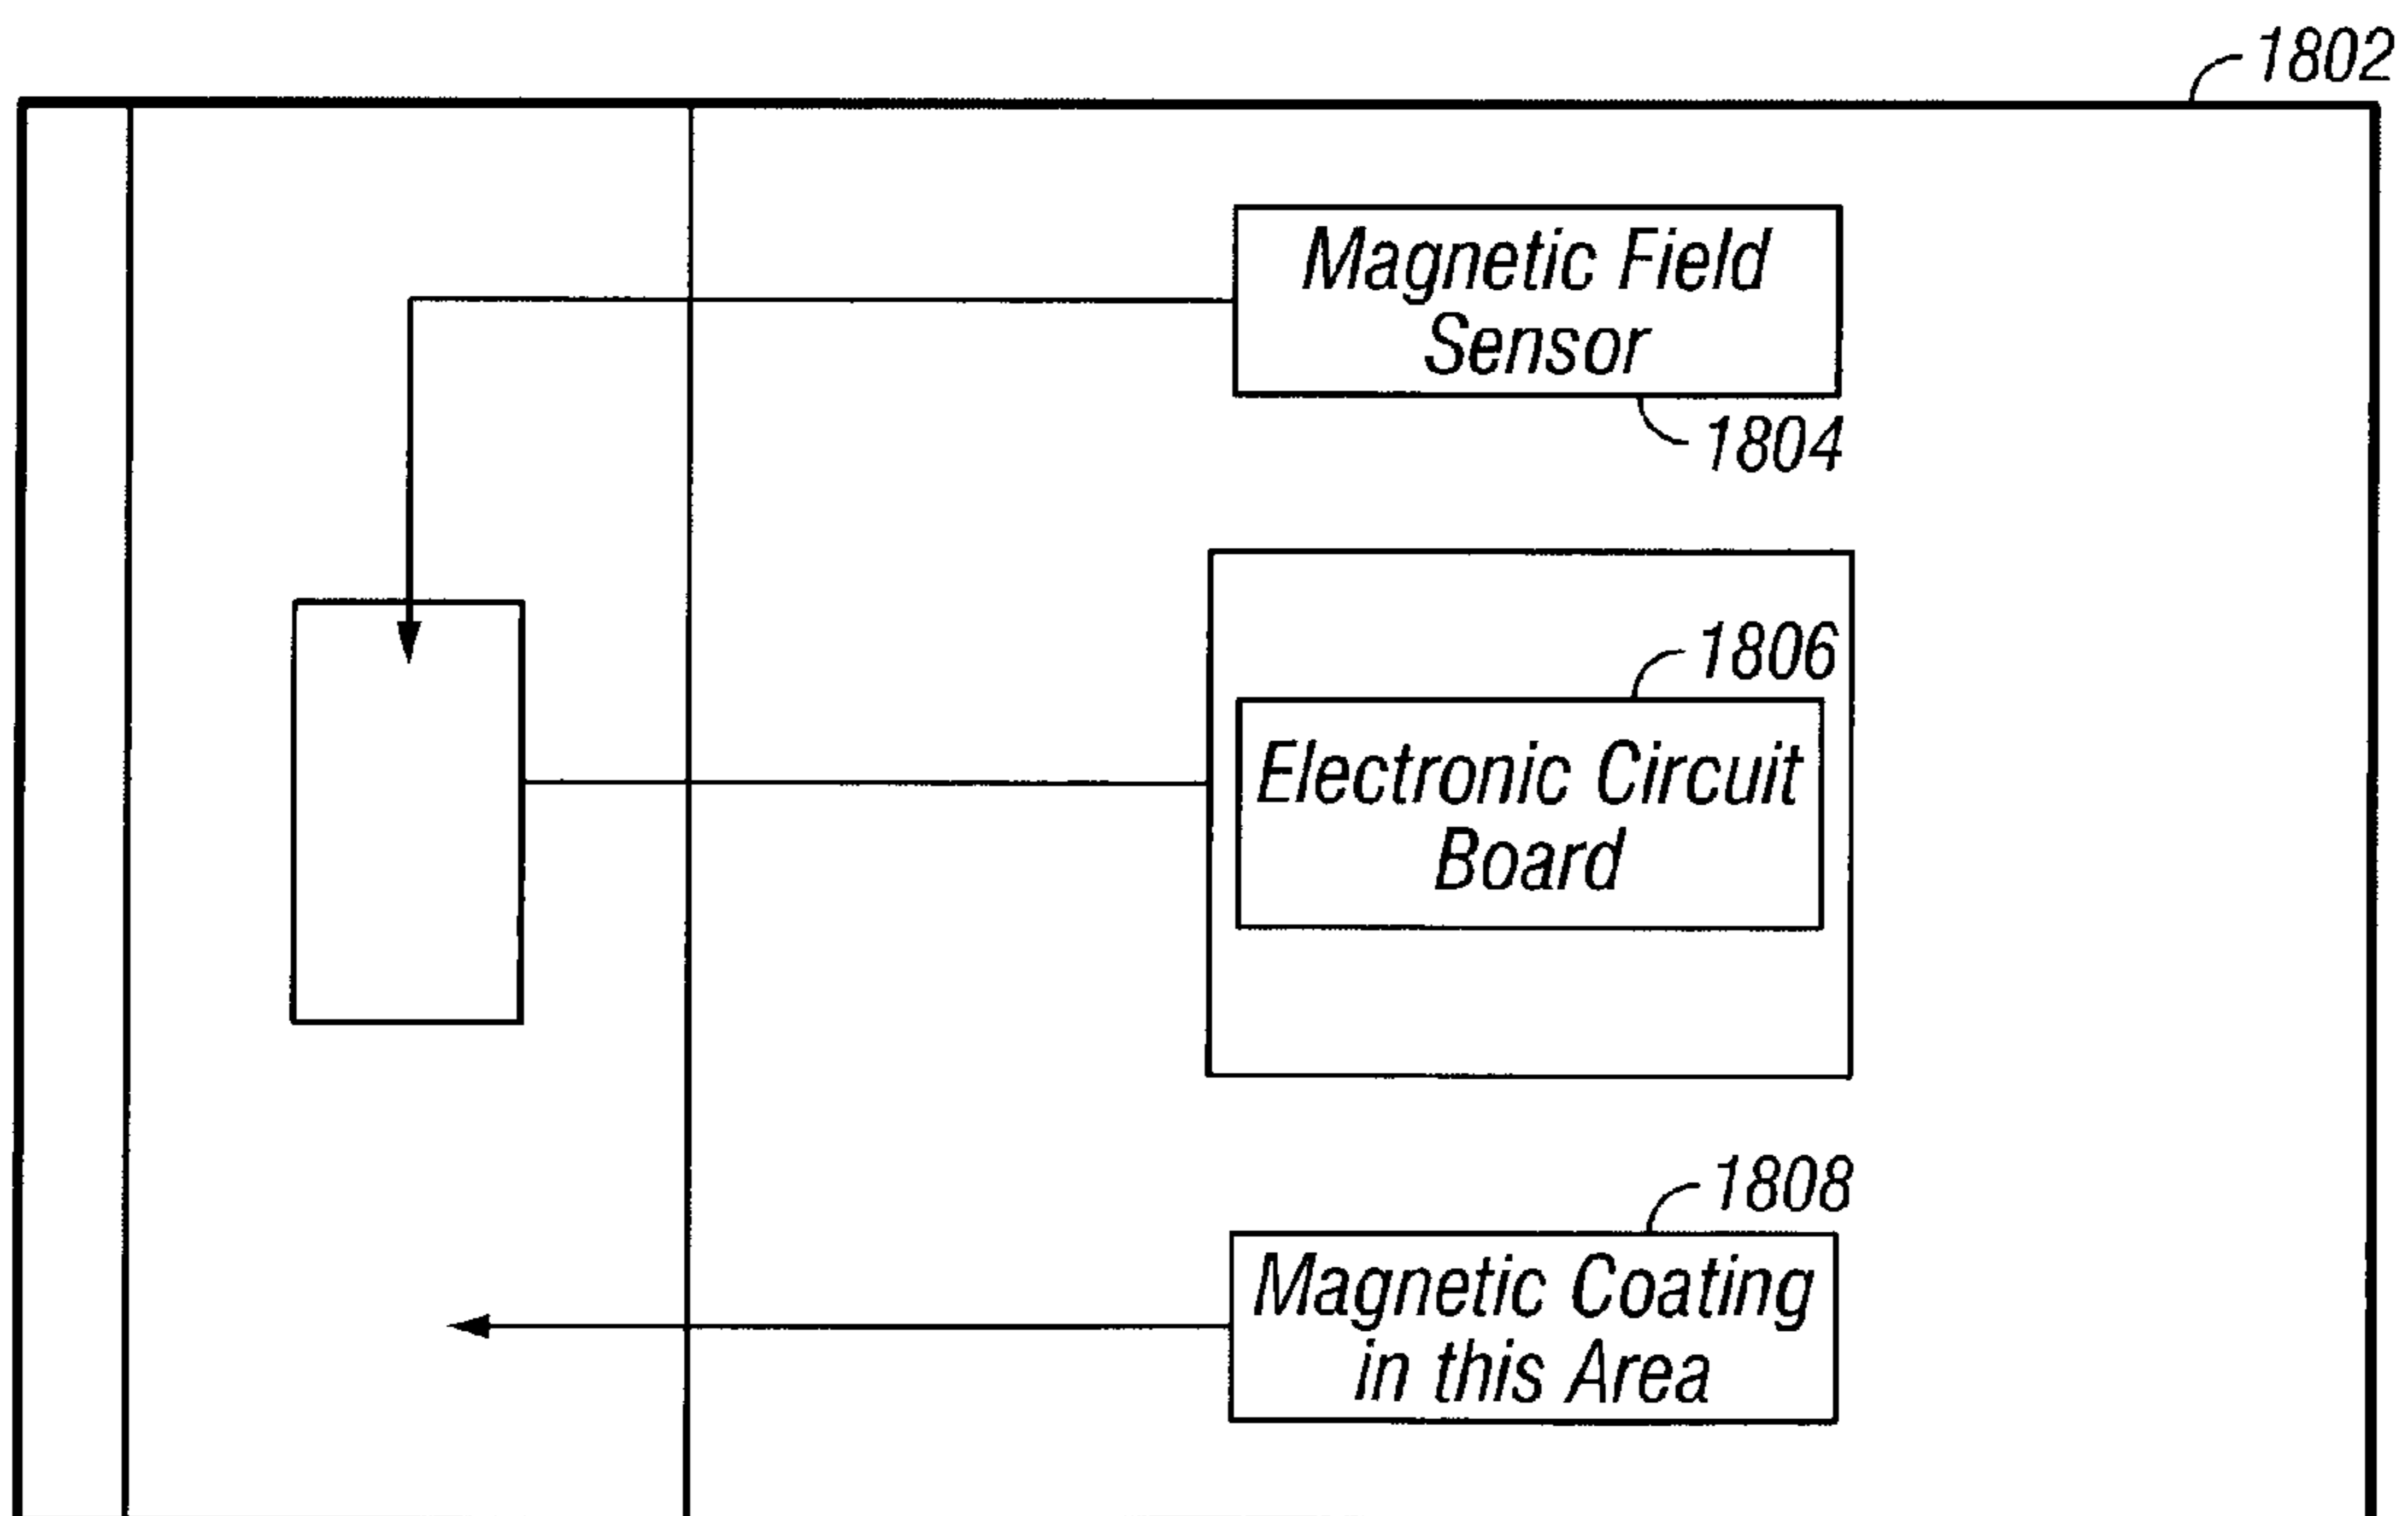 1802
Magnetic Field
Sensor
1804
1806
Electronic Circuit
Board
1808
Magnetic Coating
in this Area